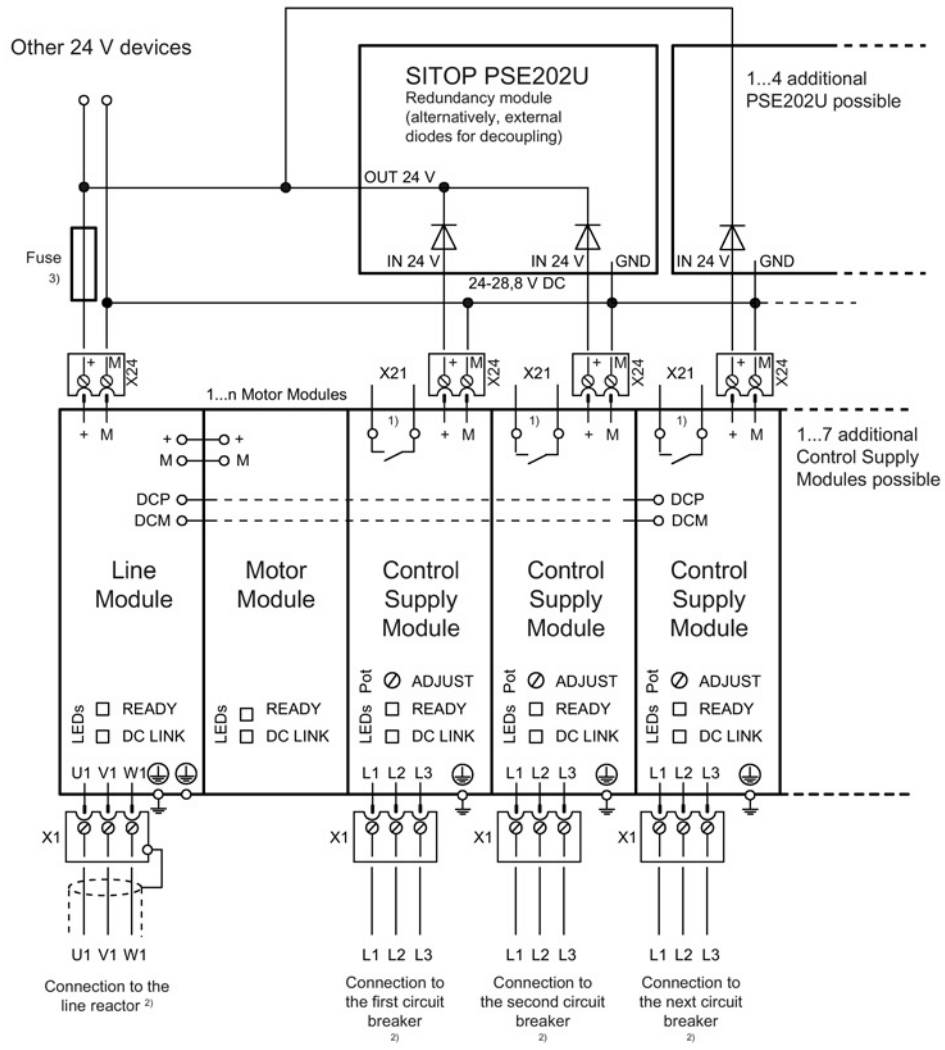 Other 24 V devices
SITOP PSE202U
Redundancy module
(alternatively, external
diodes for decoupling)
1...4 additional
PSE202U possible
OUT 24 V
Fuse
3)
IN 24 V
IN 24 V
GND
IN 24 V
GND
24-28,8 V DC
+ M
X24
X21
+ M
X24
X21
+ M
X24
X21
+ M
X24
1...n Motor Modules
1)
1)
1)
+ M
+ M
+ M
+ M
+ +
M M
1...7 additional
Control Supply
Modules possible
DCP
DCM
DCP
DCM
Line
Module
Motor
Module
Control
Supply
Module
Control
Supply
Module
Control
Supply
Module
LEDs
READY
DC LINK
LEDs
READY
DC LINK
Pot
ADJUST
LEDs
READY
DC LINK
Pot
ADJUST
LEDs
READY
DC LINK
Pot
ADJUST
LEDs
READY
DC LINK
U1 V1 W1
L1 L2 L3
L1 L2 L3
L1 L2 L3
X1
X1
X1
X1
U1 V1 W1
L1 L2 L3
L1 L2 L3
L1 L2 L3
Connection to the
line reactor 2)
Connection to
the first circuit
breaker
2)
Connection to
the second circuit
breaker
2)
Connection to
the next circuit
breaker
2)